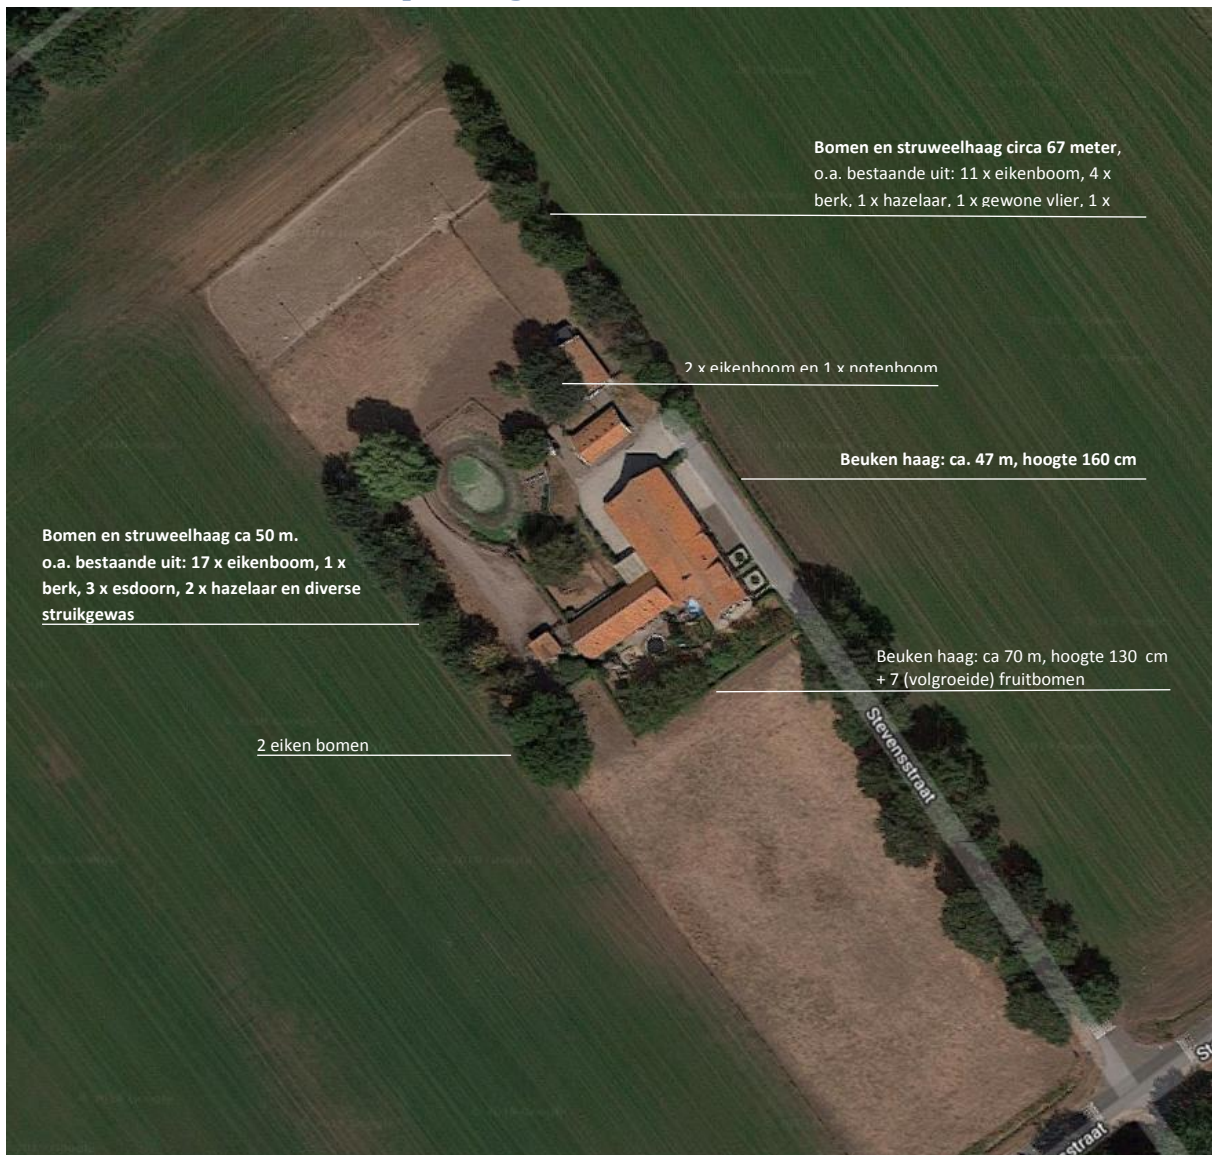 Bomen en struweelhaag circa 67 meter,
o.a. bestaande uit: 11 x eikenboom, 4 x
berk, 1 x hazelaar, 1 x gewone vlier, 1 x
2 x eikenboom en 1 x notenboom
Beuken haag: ca. 47 m, hoogte 160 cm
Bomen en struweelhaag ca 50 m.
o.a. bestaande uit: 17 x eikenboom, 1 x
berk, 3 x esdoorn, 2 x hazelaar en diverse
struikgewas
Beuken haag: ca 70 m, hoogte 130 cm
+ 7 (volgroeide) fruitbomen
Stevensstraat
2 eiken bomen
straat